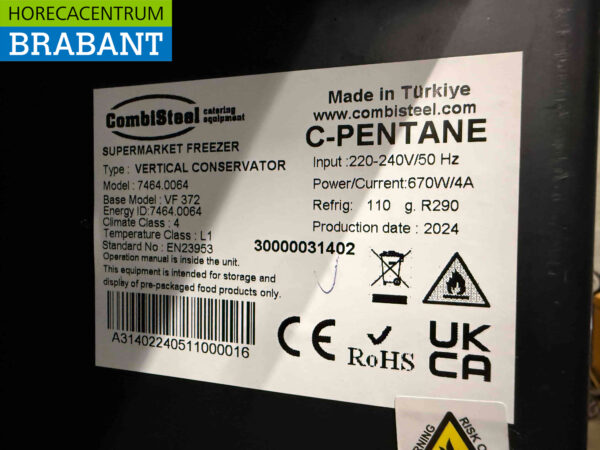 HORECACENTRUM
BRABANT
CombiSteel catering equipment
SUPERMARKET FREEZER
Type : VERTICAL CONSERVATOR
Model : 7464.0064
Base Model : VF 372
Energy ID:7464.0064
Climate Class : 4
Temperature Class : L1
Standard No : EN23953
Operation manual is inside the unit.
This equipment is intended for storage and
display of pre-packaged food products only.
A31402240511000016
Made in Türkiye
www.combisteel.com
C-PENTANE
Input :220-240V/50 Hz
Power/Current:670W/4A
Refrig: 110 g. R290
Production date : 2024
30000031402
CE
RoHS
UK
CA
RISK O